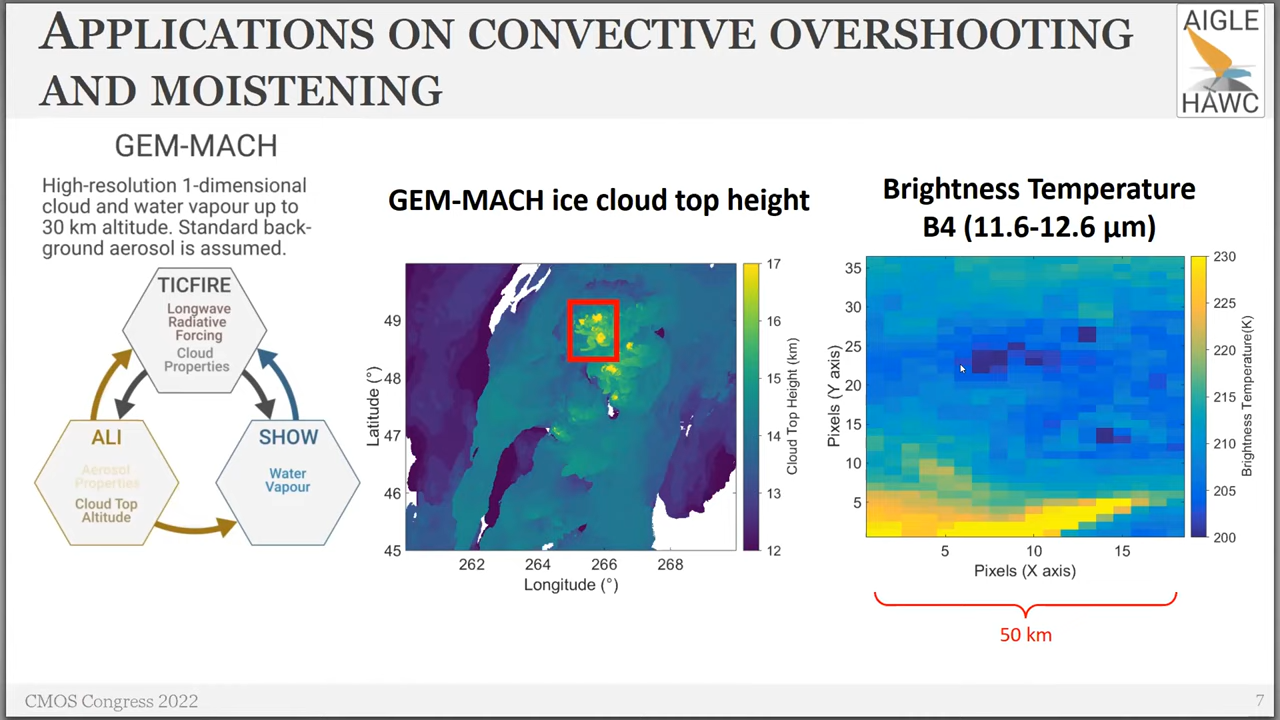 APPLICATIONS ON CONVECTIVE OVERSHOOTING
AND MOISTENING
AIGLE
HAWC
GEM-MACH
High-resolution 1-dimensional
cloud and water vapour up to
30 km altitude. Standard back-
ground aerosol is assumed.
TICFIRE
Longwave
Radiative
Forcing
Cloud
Properties
ALI
Aerosol
Properties
Cloud Top
Altitude
SHOW
Water
Vapour
GEM-MACH ice cloud top height
49
48
47
46
45
Latitude (°)
262 264 266 268
Longitude (°)
17
16
15
14
13
12
Cloud Top Height (km)
Brightness Temperature
B4 (11.6-12.6 µm)
35
30
25
20
15
10
5
Pixels (Y axis)
5 10 15
Pixels (X axis)
230
225
220
215
210
205
200
Brightness Temperature(K)
50 km
CMOS Congress 2022
7